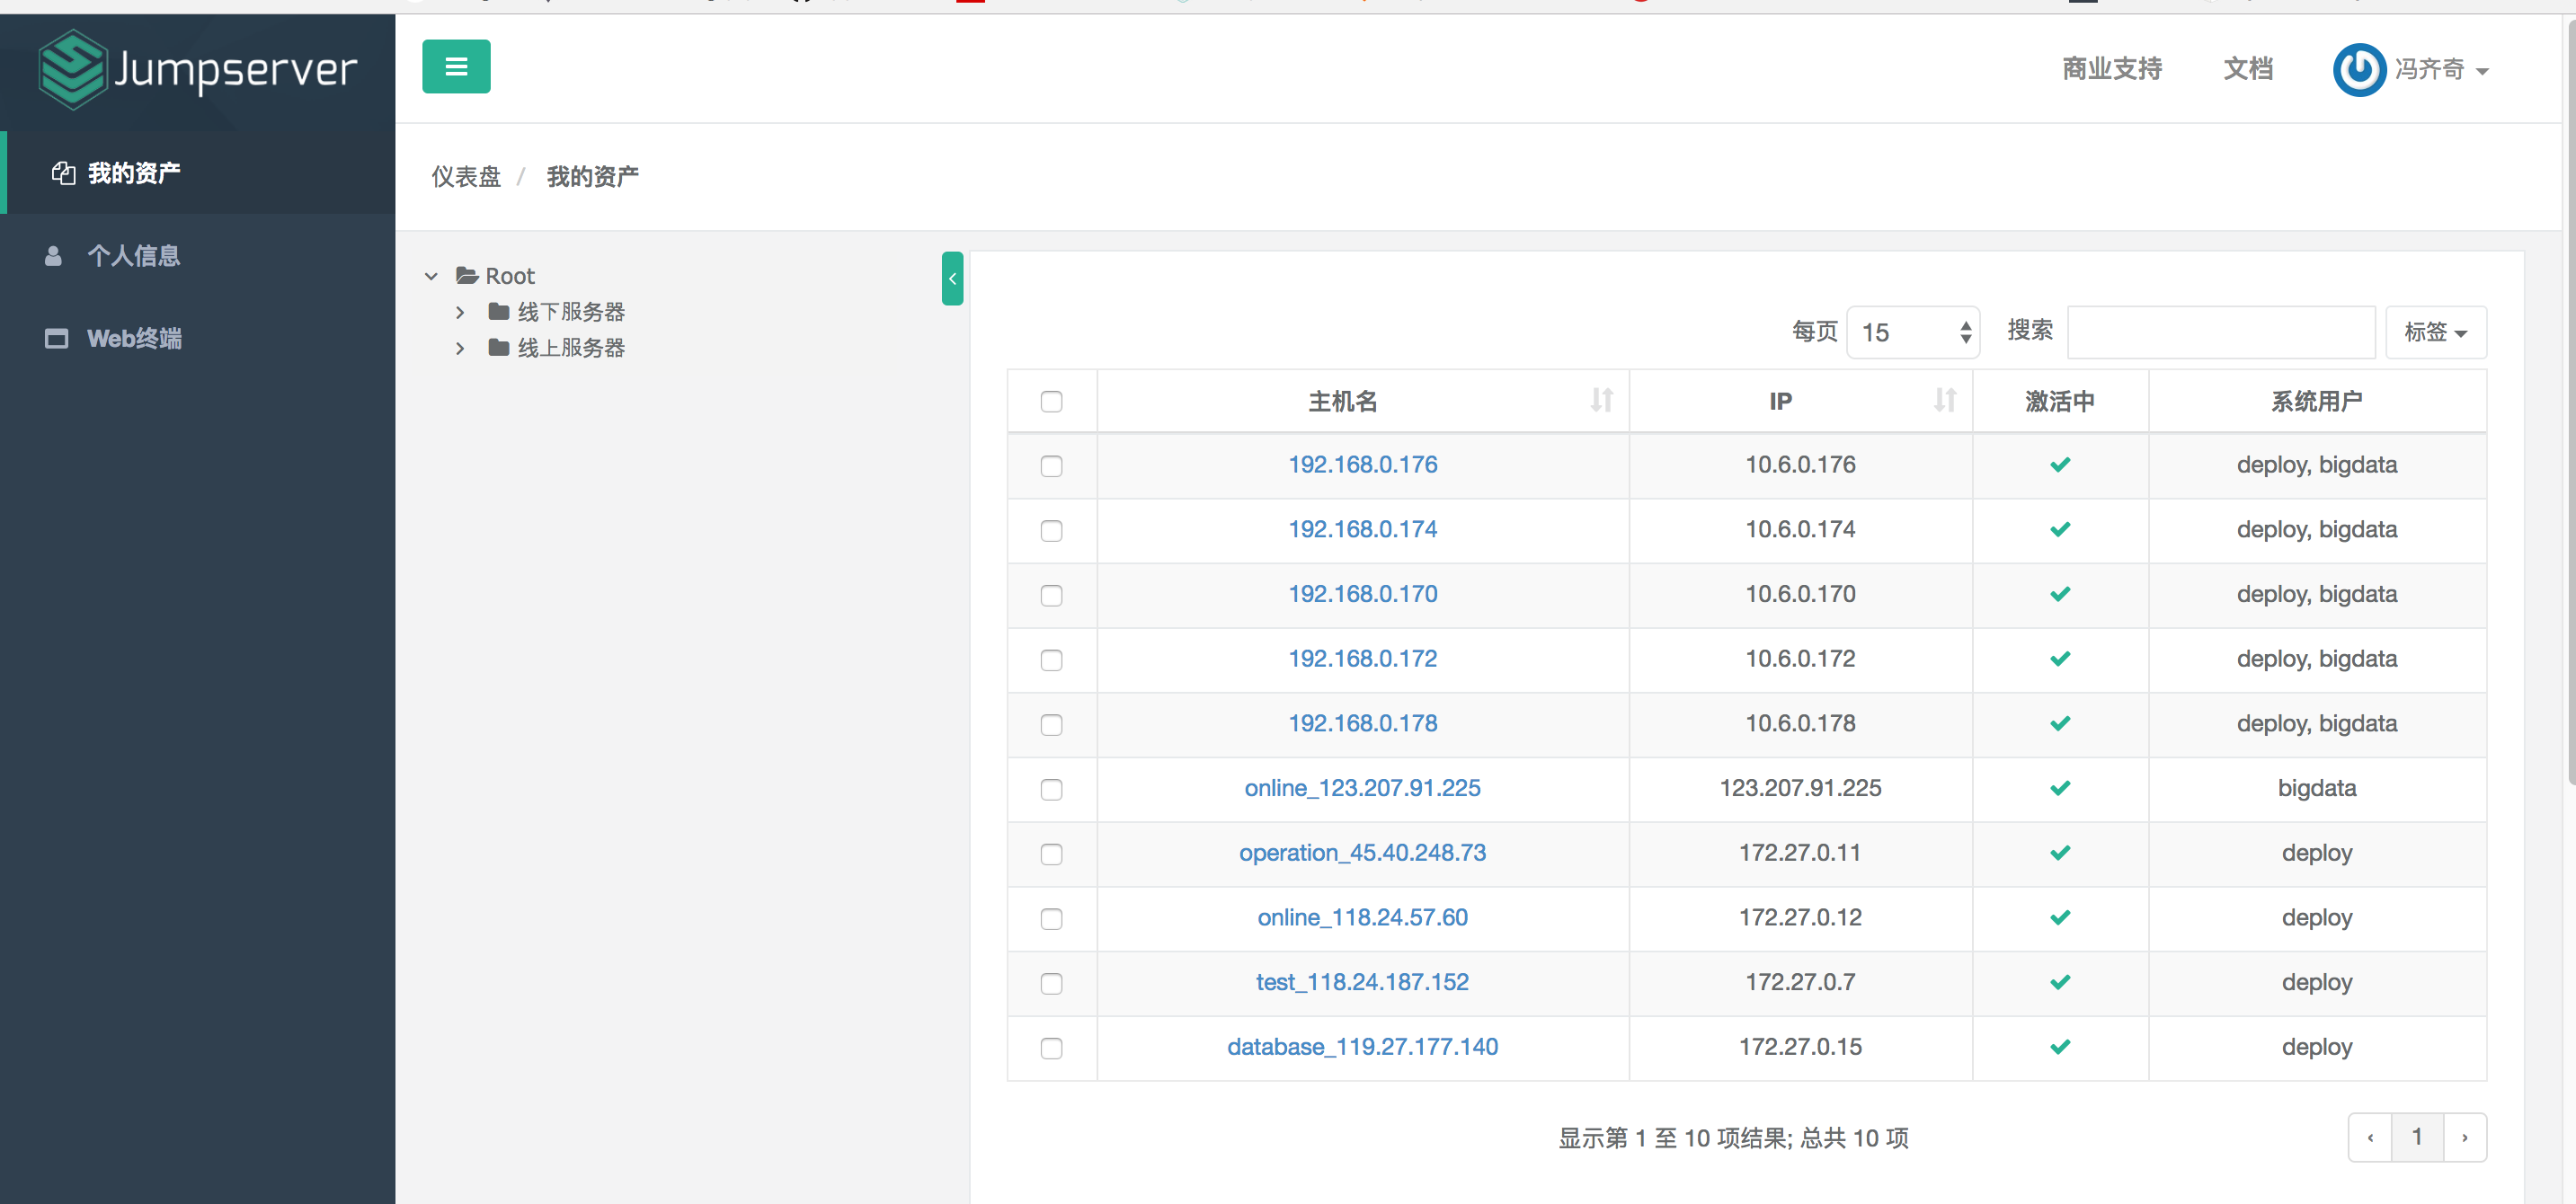 Jumpserver
商业支持 文档 冯齐奇
我的资产
个人信息
Web终端
仪表盘 / 我的资产
Root
线下服务器
线上服务器
每页 15 搜索 标签
主机名 IP 激活中 系统用户
192.168.0.176 10.6.0.176 deploy, bigdata
192.168.0.174 10.6.0.174 deploy, bigdata
192.168.0.170 10.6.0.170 deploy, bigdata
192.168.0.172 10.6.0.172 deploy, bigdata
192.168.0.178 10.6.0.178 deploy, bigdata
online_123.207.91.225 123.207.91.225 bigdata
operation_45.40.248.73 172.27.0.11 deploy
online_118.24.57.60 172.27.0.12 deploy
test_118.24.187.152 172.27.0.7 deploy
database_119.27.177.140 172.27.0.15 deploy
显示第 1 至 10 项结果; 总共 10 项
‹ 1 ›